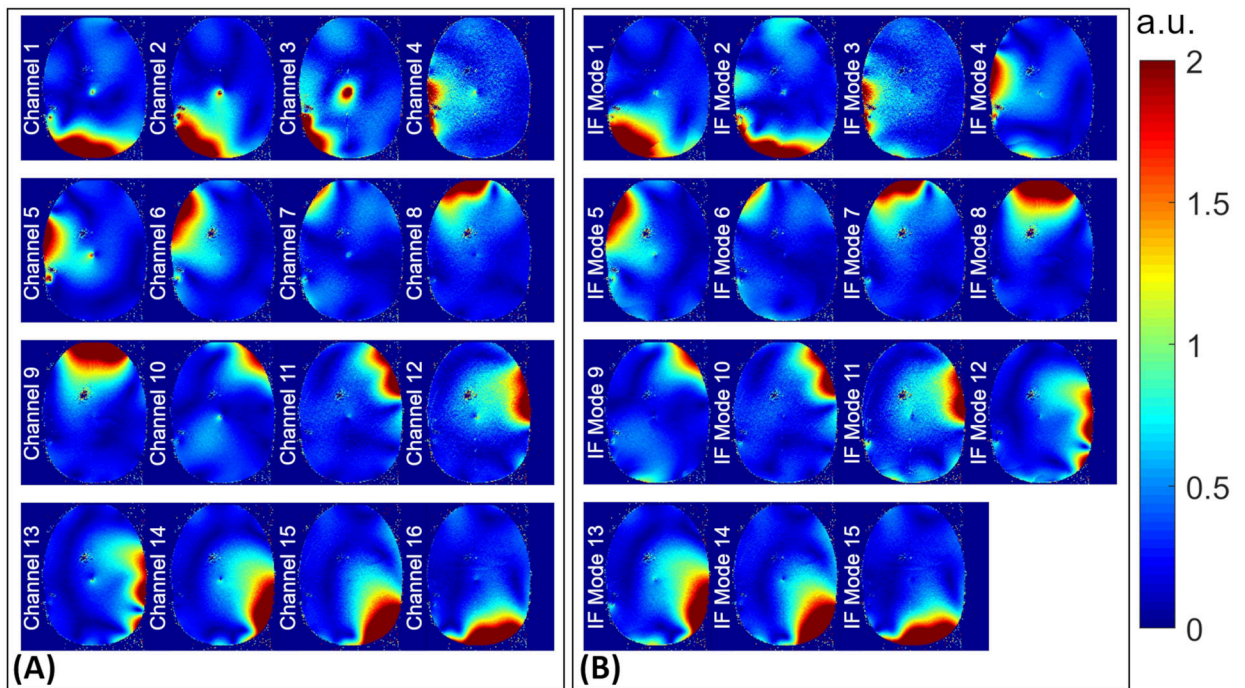 Channel 1
Channel 2
Channel 3
Channel 4
Channel 5
Channel 6
Channel 7
Channel 8
Channel 9
Channel 10
Channel 11
Channel 12
Channel 13
Channel 14
Channel 15
Channel 16
(A)
IF Mode 1
IF Mode 2
IF Mode 3
IF Mode 4
IF Mode 5
IF Mode 6
IF Mode 7
IF Mode 8
IF Mode 9
IF Mode 10
IF Mode 11
IF Mode 12
IF Mode 13
IF Mode 14
IF Mode 15
(B)
a.u.
2
1.5
1
0.5
0